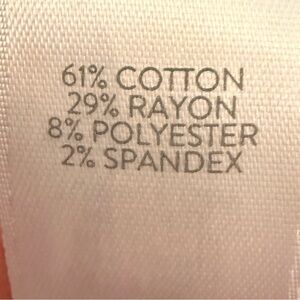 61% COTTON
29% RAYON
8% POLYESTER
2% SPANDEX